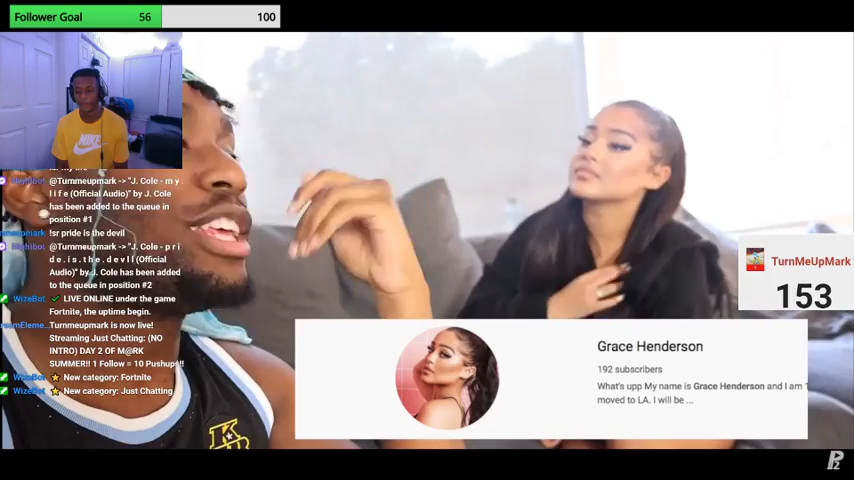 Follower Goal 56 100
NIKE
@Turnmeupmark -> "J. Cole - m y .
l i f e (Official Audio)" by J. Cole
has been added to the queue in
position #1
!sr pride is the devil
@Turnmeupmark -> "J. Cole - p r i
d e . i s . t h e . d e v i l (Official
Audio)" by J. Cole has been added
to the queue in position #2
WizeBot LIVE ONLINE under the game
Fortnite, the uptime begin.
Turnmeupmark is now live!
Streaming Just Chatting: (NO
INTRO) DAY 2 OF M@RK
SUMMER!! 1 Follow = 10 Pushups!!
WizeBot New category: Fortnite
WizeBot New category: Just Chatting
TurnMeUpMark
153
Grace Henderson
192 subscribers
What's upp My name is Grace Henderson and I am
moved to LA. I will be ...